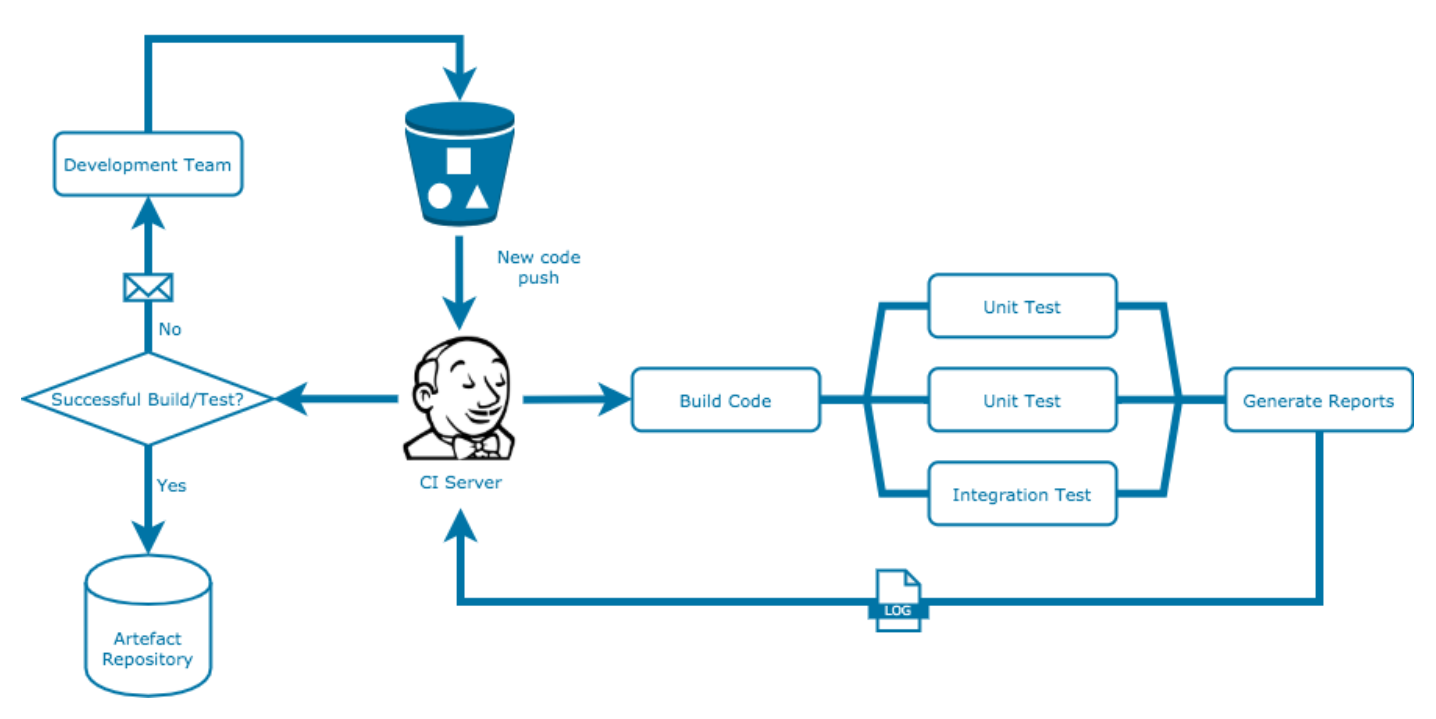 Development Team
New code
push
No
Successful Build/Test?
Yes
Artefact
Repository
CI Server
Build Code
Unit Test
Unit Test
Integration Test
Generate Reports
LOG